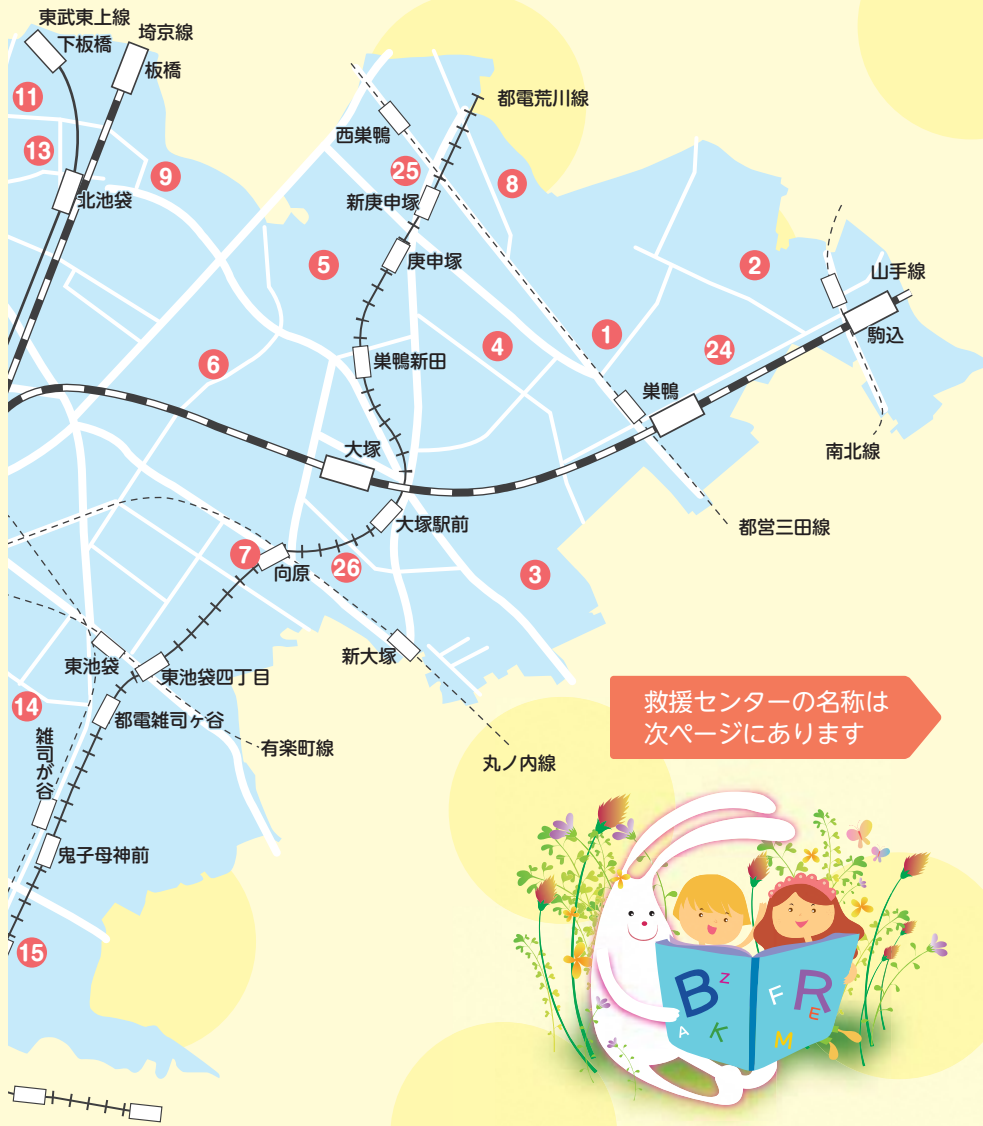 東武東上線
下板橋
埼京線
板橋
11
13
9
北池袋
都電荒川線
西巣鴨
25
8
新庚申塚
庚申塚
5
2
山手線
駒込
1
24
4
6
巣鴨新田
巣鴨
大塚
南北線
大塚駅前
都営三田線
7
向原
26
3
新大塚
東池袋
東池袋四丁目
14
都電雑司ヶ谷
雑司が谷
有楽町線
丸ノ内線
鬼子母神前
15
救援センターの名称は
次ページにあります
B
Z
A
K
F
R
E
M